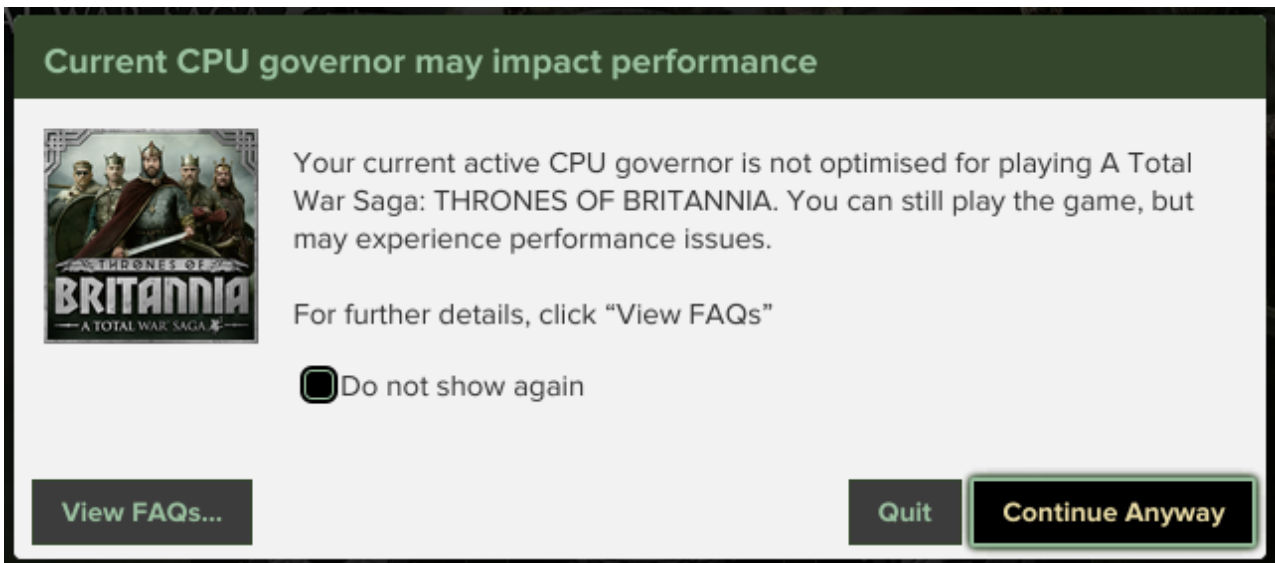 Current CPU governor may impact performance
Your current active CPU governor is not optimised for playing A Total
War Saga: THRONES OF BRITANNIA. You can still play the game, but
may experience performance issues.
THRONES OF
BRITANNIA
A TOTAL WAR SAGA
For further details, click “View FAQs”
Do not show again
View FAQs...
Quit
Continue Anyway